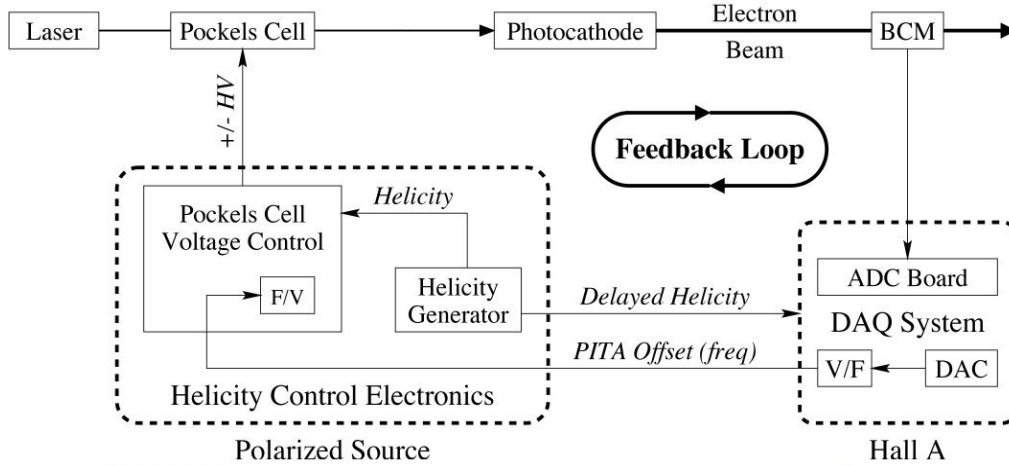 Laser
Pockels Cell
Photocathode
Electron
Beam
BCM
+/- HV
Feedback Loop
Pockels Cell
Voltage Control
Helicity
F/V
Helicity
Generator
Delayed Helicity
ADC Board
DAQ System
PITA Offset (freq)
V/F
DAC
Helicity Control Electronics
Polarized Source
Hall A